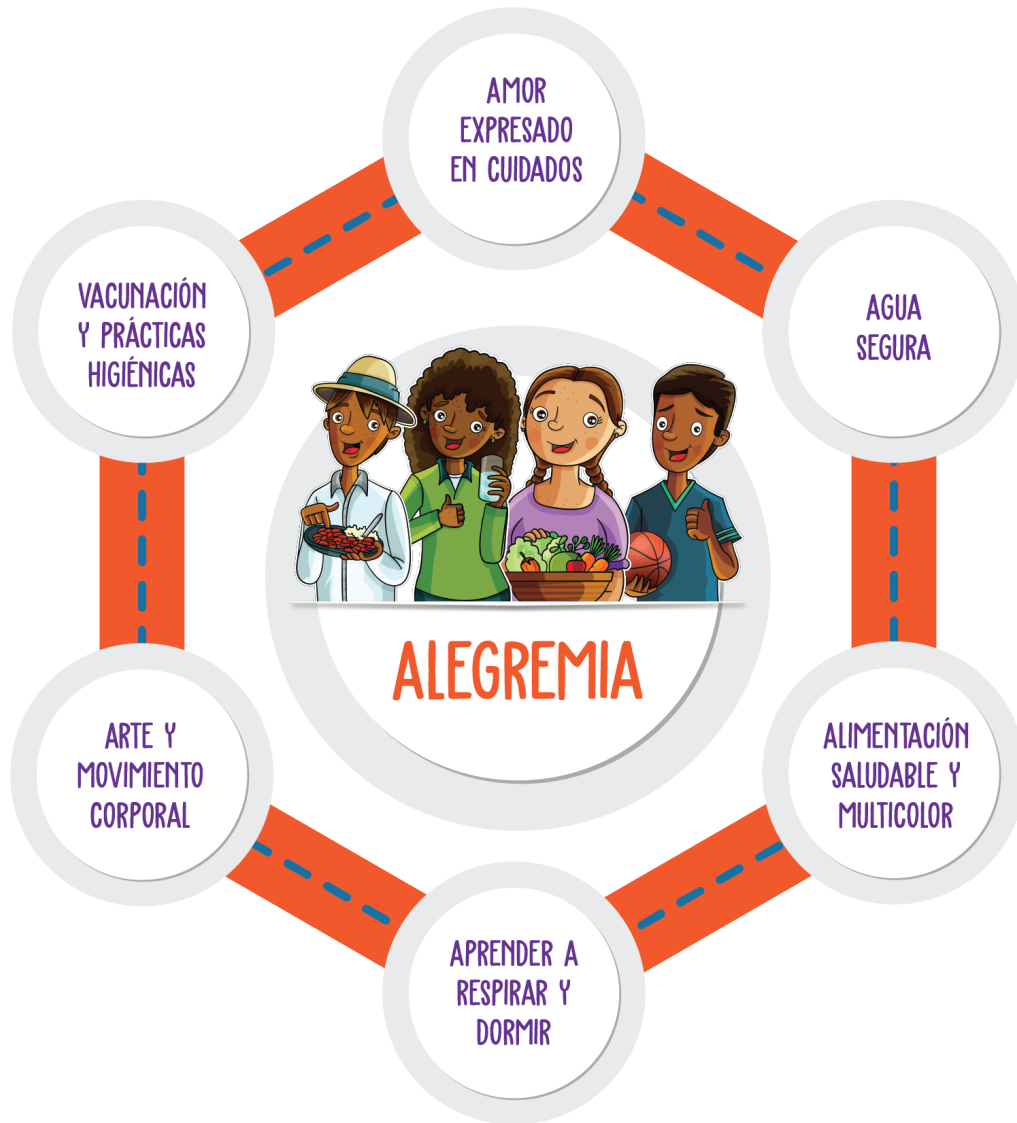 AMOR
EXPRESADO
EN CUIDADOS
AGUA
SEGURA
ALIMENTACIÓN
SALUDABLE Y
MULTICOLOR
APRENDER A
RESPIRAR Y
DORMIR
ARTE Y
MOVIMIENTO
CORPORAL
VACUNACIÓN
Y PRÁCTICAS
HIGIÉNICAS
ALEGREMIA